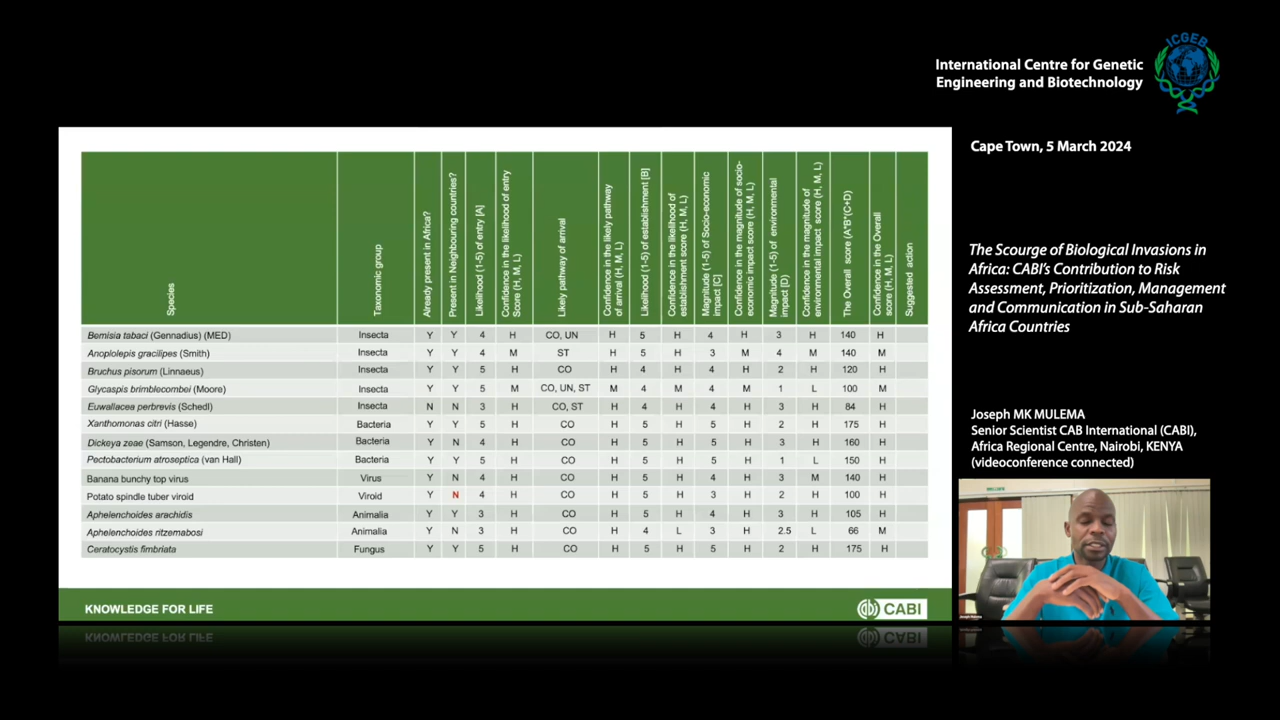 ICGEB
International Centre for Genetic
Engineering and Biotechnology
Cape Town, 5 March 2024
The Scourge of Biological Invasions in
Africa: CABI's Contribution to Risk
Assessment, Prioritization, Management
and Communication in Sub-Saharan
Africa Countries
Joseph MK MULEMA
Senior Scientist CAB International (CABI),
Africa Regional Centre, Nairobi, KENYA
(videoconference connected)
Species
Taxonomic group
Already present in Africa?
Present in Neighbouring countries?
Likelihood (1-5) of entry [A]
Confidence in the likelihood of entry
Score (H, M, L)
Likely pathway of arrival
Confidence in the likely pathway
of arrival (H, M, L)
Likelihood (1-5) of establishment [B]
Confidence in the likelihood of
establishment score (H, M, L)
Magnitude (1-5) of Socio-economic
impact [C]
Confidence in the magnitude of socio-
economic impact score (H, M, L)
Magnitude (1-5) of environmental
impact [D]
Confidence in the magnitude of
environmental impact score (H, M, L)
The Overall score (A*B*(C+D)
Confidence in the Overall
score (H, M, L)
Suggested action
Bemisia tabaci (Gennadius) (MED) Insecta Y Y 4 H CO, UN H 5 H 4 H 3 H 140 H
Anoplolepis gracilipes (Smith) Insecta Y Y 4 M ST H 5 H 3 M 4 M 140 M
Bruchus pisorum (Linnaeus) Insecta Y Y 5 H CO H 4 H 4 H 2 H 120 H
Glycaspis brimblecombei (Moore) Insecta Y Y 5 M CO, UN, ST M 4 M 4 M 1 L 100 M
Euwallacea perbrevis (Schedl) Insecta N N 3 H CO, ST H 4 H 4 H 3 H 84 H
Xanthomonas citri (Hasse) Bacteria Y Y 5 H CO H 5 H 5 H 2 H 175 H
Dickeya zeae (Samson, Legendre, Christen) Bacteria Y N 4 H CO H 5 H 5 H 3 H 160 H
Pectobacterium atroseptica (van Hall) Bacteria Y Y 5 H CO H 5 H 5 H 1 L 150 H
Banana bunchy top virus Virus Y N 4 H CO H 5 H 4 H 3 M 140 H
Potato spindle tuber viroid Viroid Y N 4 H CO H 5 H 3 H 2 H 100 H
Aphelenchoides arachidis Animalia Y Y 3 H CO H 5 H 4 H 3 H 105 H
Aphelenchoides ritzemabosi Animalia Y N 3 H CO H 4 L 3 H 2.5 L 66 M
Ceratocystis fimbriata Fungus Y Y 5 H CO H 5 H 5 H 2 H 175 H
KNOWLEDGE FOR LIFE
CABI